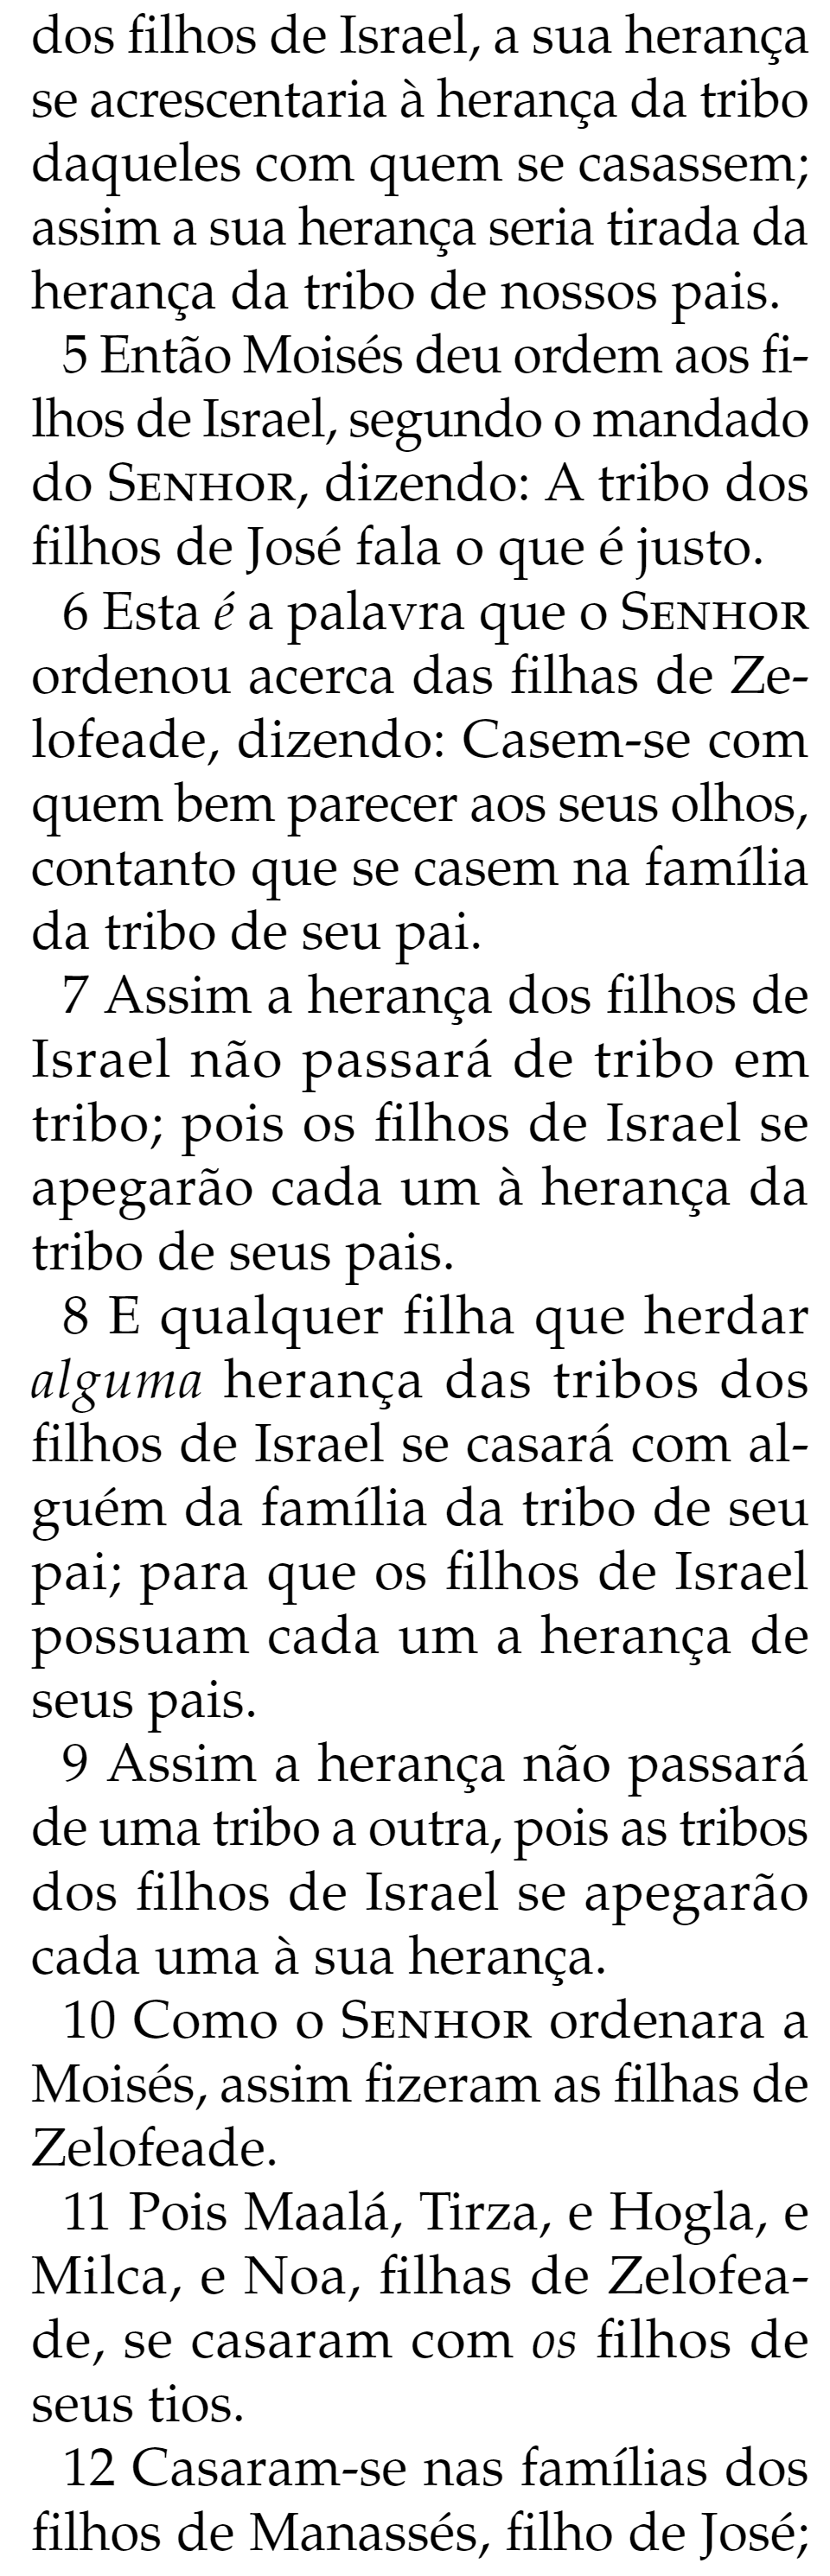 dos filhos de Israel, a sua herança
se acrescentaria à herança da tribo
daqueles com quem se casassem;
assim a sua herança seria tirada da
herança da tribo de nossos pais.
5 Então Moisés deu ordem aos fi-
lhos de Israel, segundo o mandado
do SENHOR, dizendo: A tribo dos
filhos de José fala o que é justo.
6 Esta é a palavra que o SENHOR
ordenou acerca das filhas de Ze-
lofeade, dizendo: Casem-se com
quem bem parecer aos seus olhos,
contanto que se casem na família
da tribo de seu pai.
7 Assim a herança dos filhos de
Israel não passará de tribo em
tribo; pois os filhos de Israel se
apegarão cada um à herança da
tribo de seus pais.
8 E qualquer filha que herdar
alguma herança das tribos dos
filhos de Israel se casará com al-
guém da família da tribo de seu
pai; para que os filhos de Israel
possuam cada um a herança de
seus pais.
9 Assim a herança não passará
de uma tribo a outra, pois as tribos
dos filhos de Israel se apegarão
cada uma à sua herança.
10 Como o SENHOR ordenara a
Moisés, assim fizeram as filhas de
Zelofeade.
11 Pois Maalá, Tirza, e Hogla, e
Milca, e Noa, filhas de Zelofea-
de, se casaram com os filhos de
seus tios.
12 Casaram-se nas famílias dos
filhos de Manassés, filho de José;